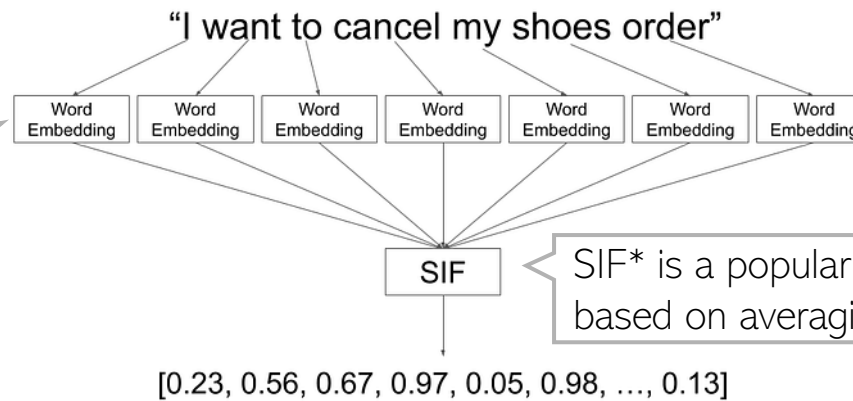 “I want to cancel my shoes order”
Word Word Word Word Word Word Word
Embedding Embedding Embedding Embedding Embedding Embedding Embedding
SIF
SIF* is a popular
based on averagi
[0.23, 0.56, 0.67, 0.97, 0.05, 0.98, …, 0.13]